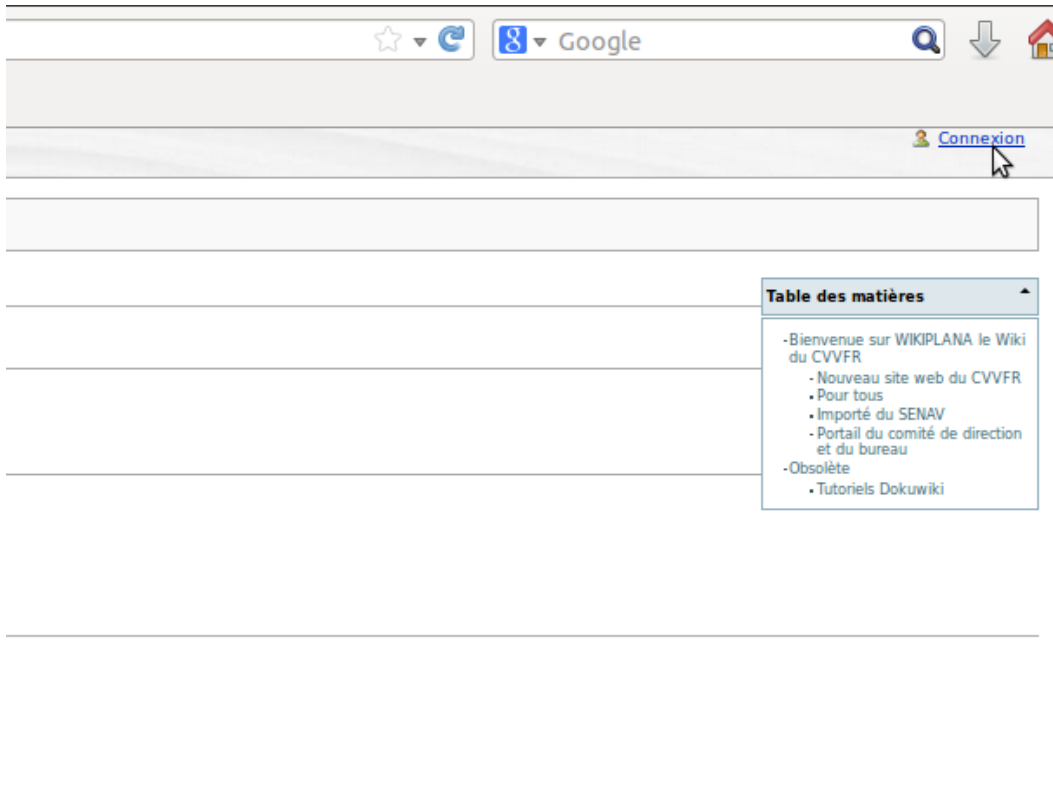 Google
Connexion
Table des matières
-Bienvenue sur WIKIPLANA le Wiki
du CVVFR
- Nouveau site web du CVVFR
Pour tous
Importé du SENAV
- Portail du comité de direction
et du bureau
-Obsolète
Tutoriels Dokuwiki